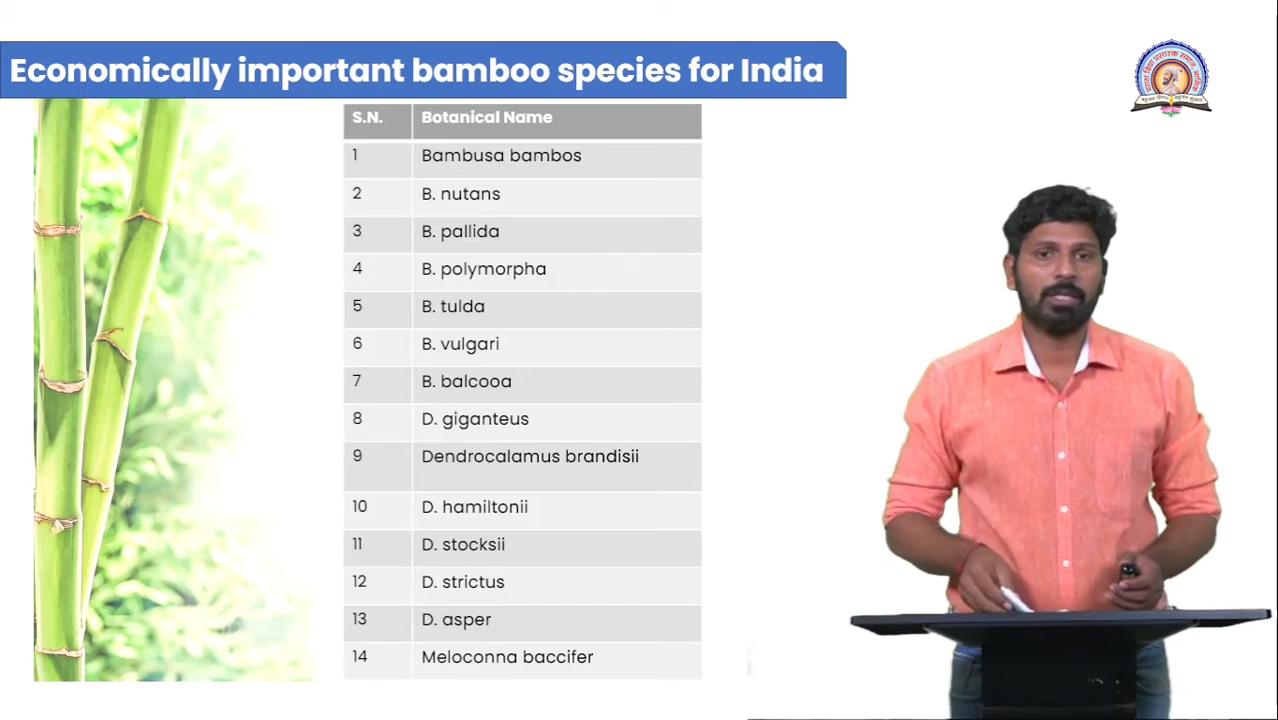 Economically important bamboo species for India
S.N. Botanical Name
1 Bambusa bambos
2 B. nutans
3 B. pallida
4 B. polymorpha
5 B. tulda
6 B. vulgari
7 B. balcooa
8 D. giganteus
9 Dendrocalamus brandisii
10 D. hamiltonii
11 D. stocksii
12 D. strictus
13 D. asper
14 Meloconna baccifer